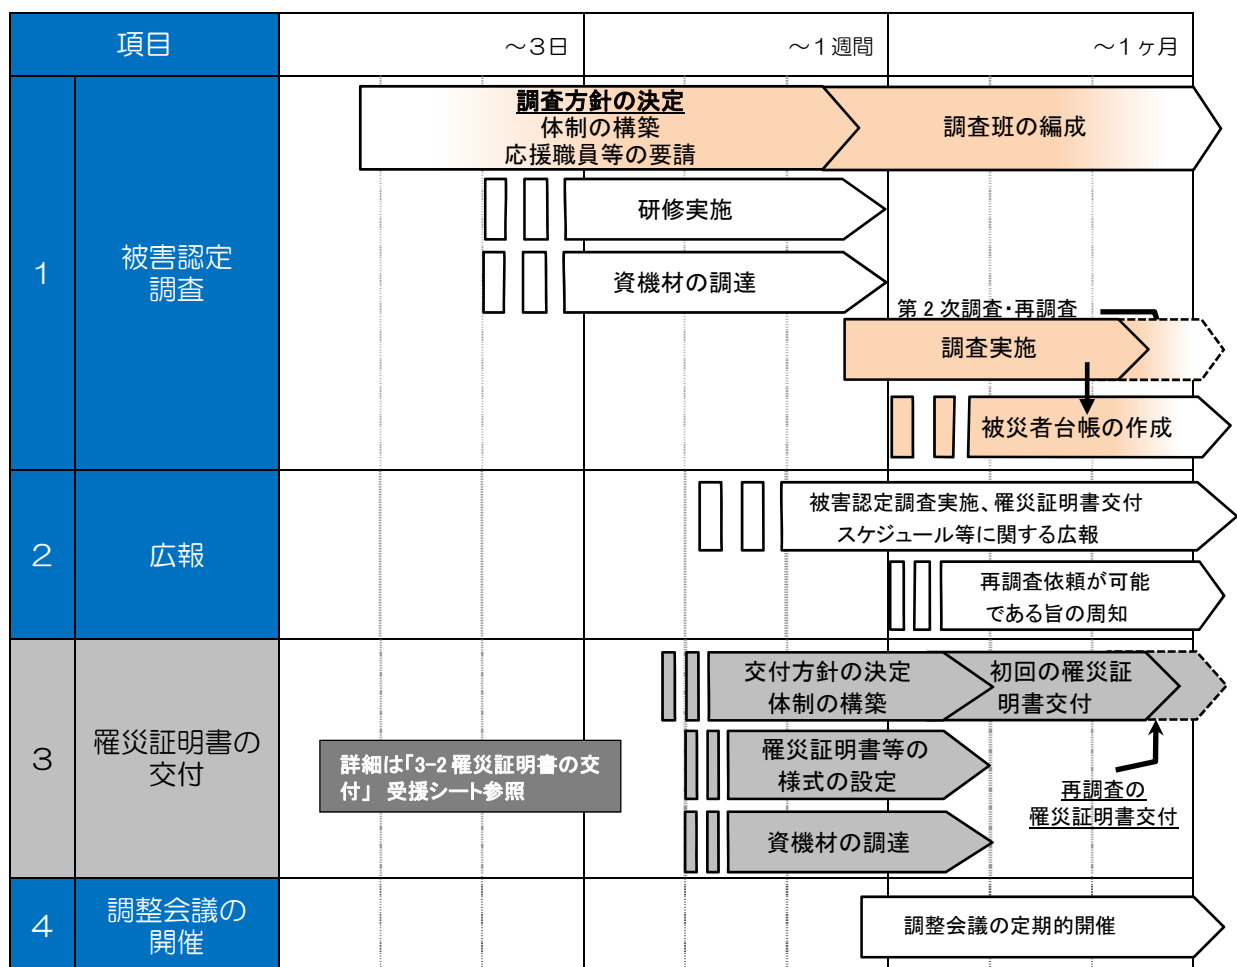 項目
～3日
～1週間
～1ヶ月
1
被害認定
調査
調査方針の決定
体制の構築
応援職員等の要請
調査班の編成
研修実施
資機材の調達
第2次調査・再調査
調査実施
被災者台帳の作成
2
広報
被害認定調査実施、罹災証明書交付
スケジュール等に関する広報
再調査依頼が可能
である旨の周知
3
罹災証明書の
交付
交付方針の決定
体制の構築
初回の罹災証
明書交付
詳細は｢3-2 罹災証明書の交
付｣ 受援シート参照
罹災証明書等の
様式の設定
再調査の
罹災証明書交付
資機材の調達
4
調整会議の
開催
調整会議の定期的開催